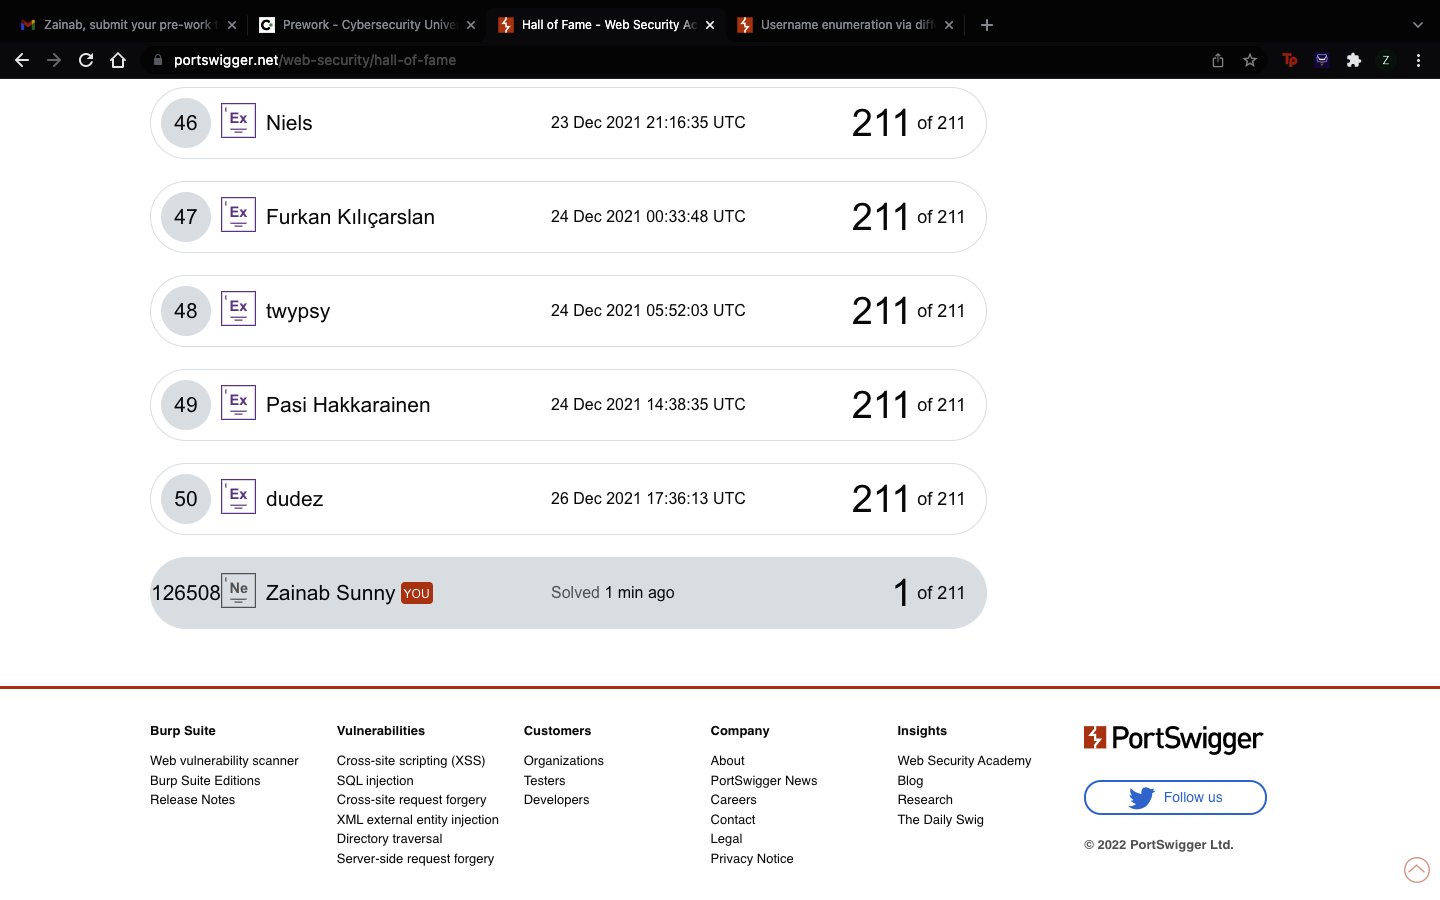 Zainab, submit your pre-work t
Prework - Cybersecurity Unive
Hall of Fame - Web Security Ac
Username enumeration via diff
portswigger.net/web-security/hall-of-fame
Tp
Z
46 Ex Niels 23 Dec 2021 21:16:35 UTC 211 of 211
47 Ex Furkan Kılıçarslan 24 Dec 2021 00:33:48 UTC 211 of 211
48 Ex twypsy 24 Dec 2021 05:52:03 UTC 211 of 211
49 Ex Pasi Hakkarainen 24 Dec 2021 14:38:35 UTC 211 of 211
50 Ex dudez 26 Dec 2021 17:36:13 UTC 211 of 211
126508 Ne Zainab Sunny YOU Solved 1 min ago 1 of 211
Burp Suite
Web vulnerability scanner
Burp Suite Editions
Release Notes
Vulnerabilities
Cross-site scripting (XSS)
SQL injection
Cross-site request forgery
XML external entity injection
Directory traversal
Server-side request forgery
Customers
Organizations
Testers
Developers
Company
About
PortSwigger News
Careers
Contact
Legal
Privacy Notice
Insights
Web Security Academy
Blog
Research
The Daily Swig
PortSwigger
Follow us
© 2022 PortSwigger Ltd.